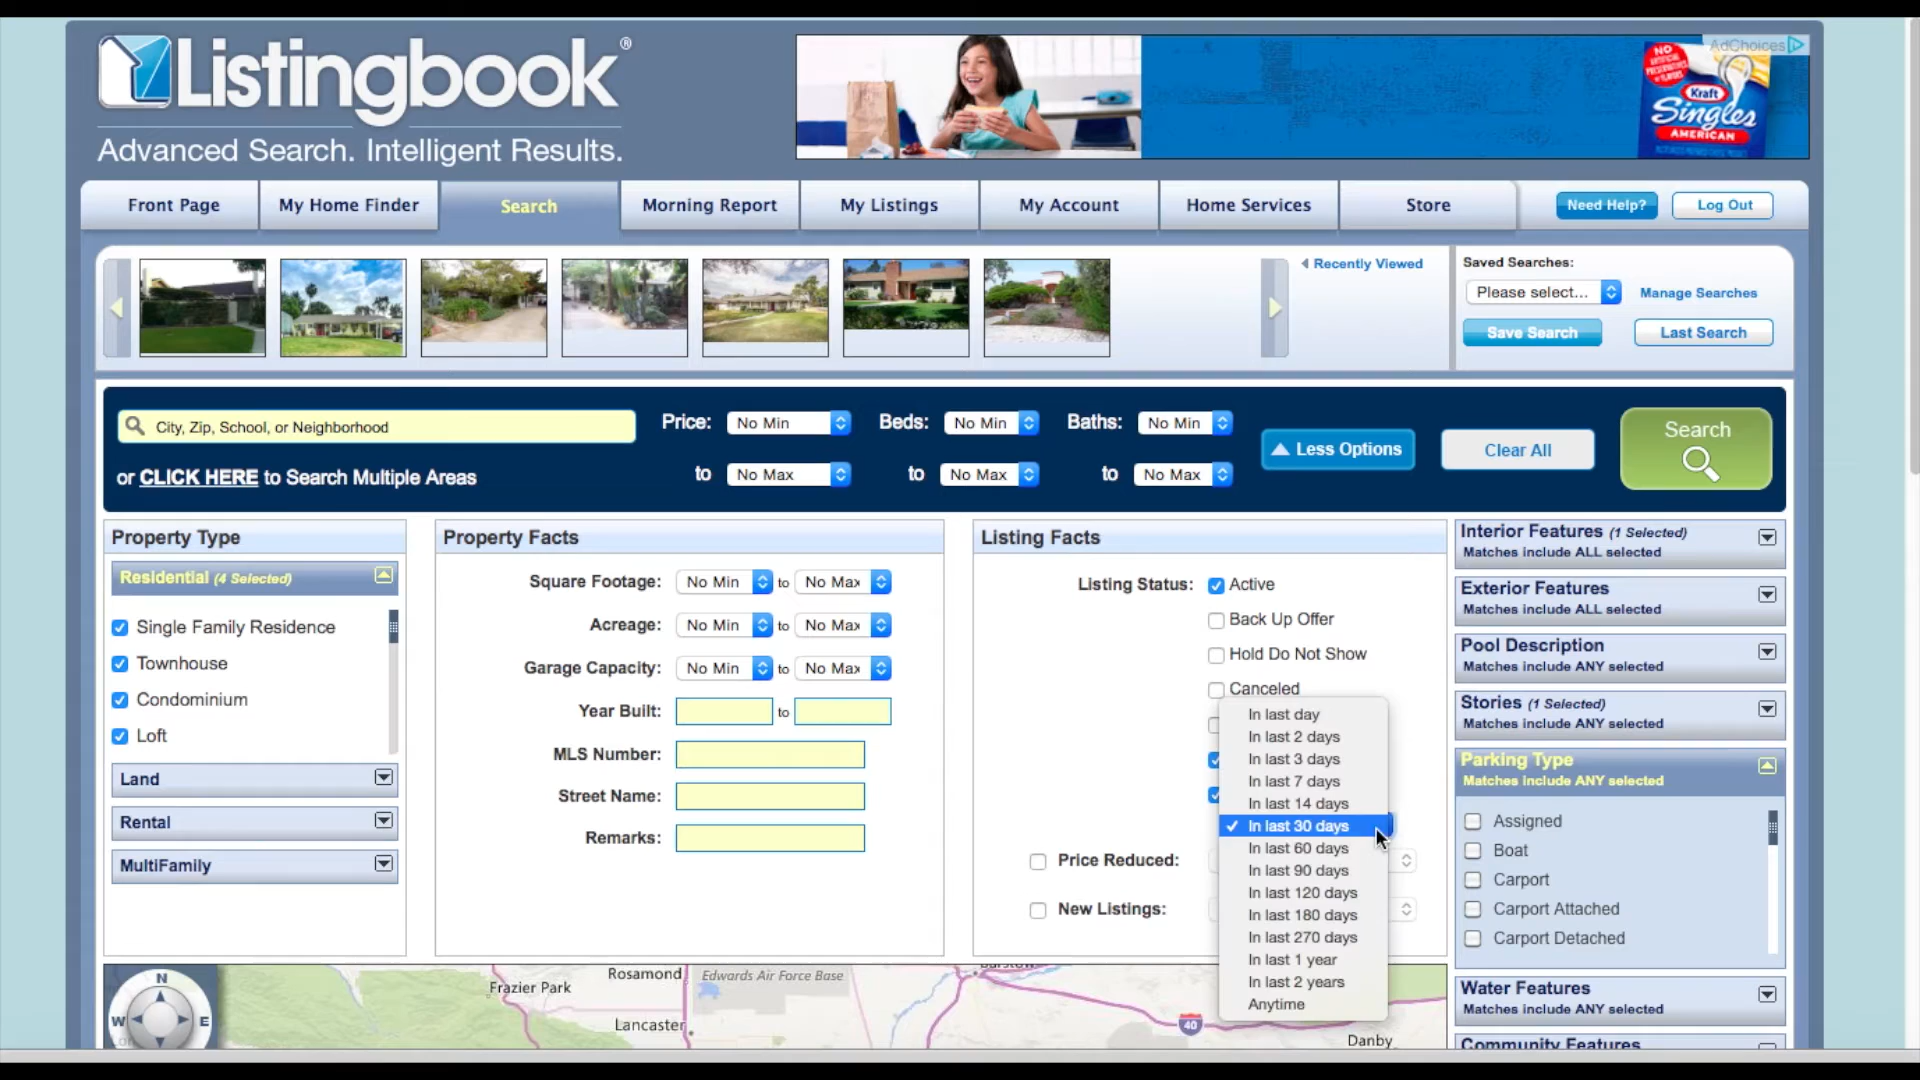 Listingbook®
Advanced Search. Intelligent Results.
AdChoices
NO
ARTIFICIAL
PRESERVATIVES
Kraft
Singles
AMERICAN
Front Page
My Home Finder
Search
Morning Report
My Listings
My Account
Home Services
Store
Need Help?
Log Out
Recently Viewed
Saved Searches:
Please select...
Manage Searches
Save Search
Last Search
City, Zip, School, or Neighborhood
or CLICK HERE to Search Multiple Areas
Price: No Min
to No Max
Beds: No Min
to No Max
Baths: No Min
to No Max
Less Options
Clear All
Search
Property Type
Residential (4 Selected)
Single Family Residence
Townhouse
Condominium
Loft
Land
Rental
MultiFamily
Property Facts
Square Footage: No Min to No Max
Acreage: No Min to No Max
Garage Capacity: No Min to No Max
Year Built: to
MLS Number:
Street Name:
Remarks:
Listing Facts
Listing Status: Active
Back Up Offer
Hold Do Not Show
Canceled
In last day
In last 2 days
In last 3 days
In last 7 days
In last 14 days
In last 30 days
In last 60 days
In last 90 days
In last 120 days
In last 180 days
In last 270 days
In last 1 year
In last 2 years
Anytime
Price Reduced:
New Listings:
Interior Features (1 Selected)
Matches include ALL selected
Exterior Features
Matches include ALL selected
Pool Description
Matches include ANY selected
Stories (1 Selected)
Matches include ANY selected
Parking Type
Matches include ANY selected
Assigned
Boat
Carport
Carport Attached
Carport Detached
Water Features
Matches include ANY selected
Community Features
N
W E
Frazier Park
Rosamond
Edwards Air Force Base
Lancaster
Barstow
40
Danby